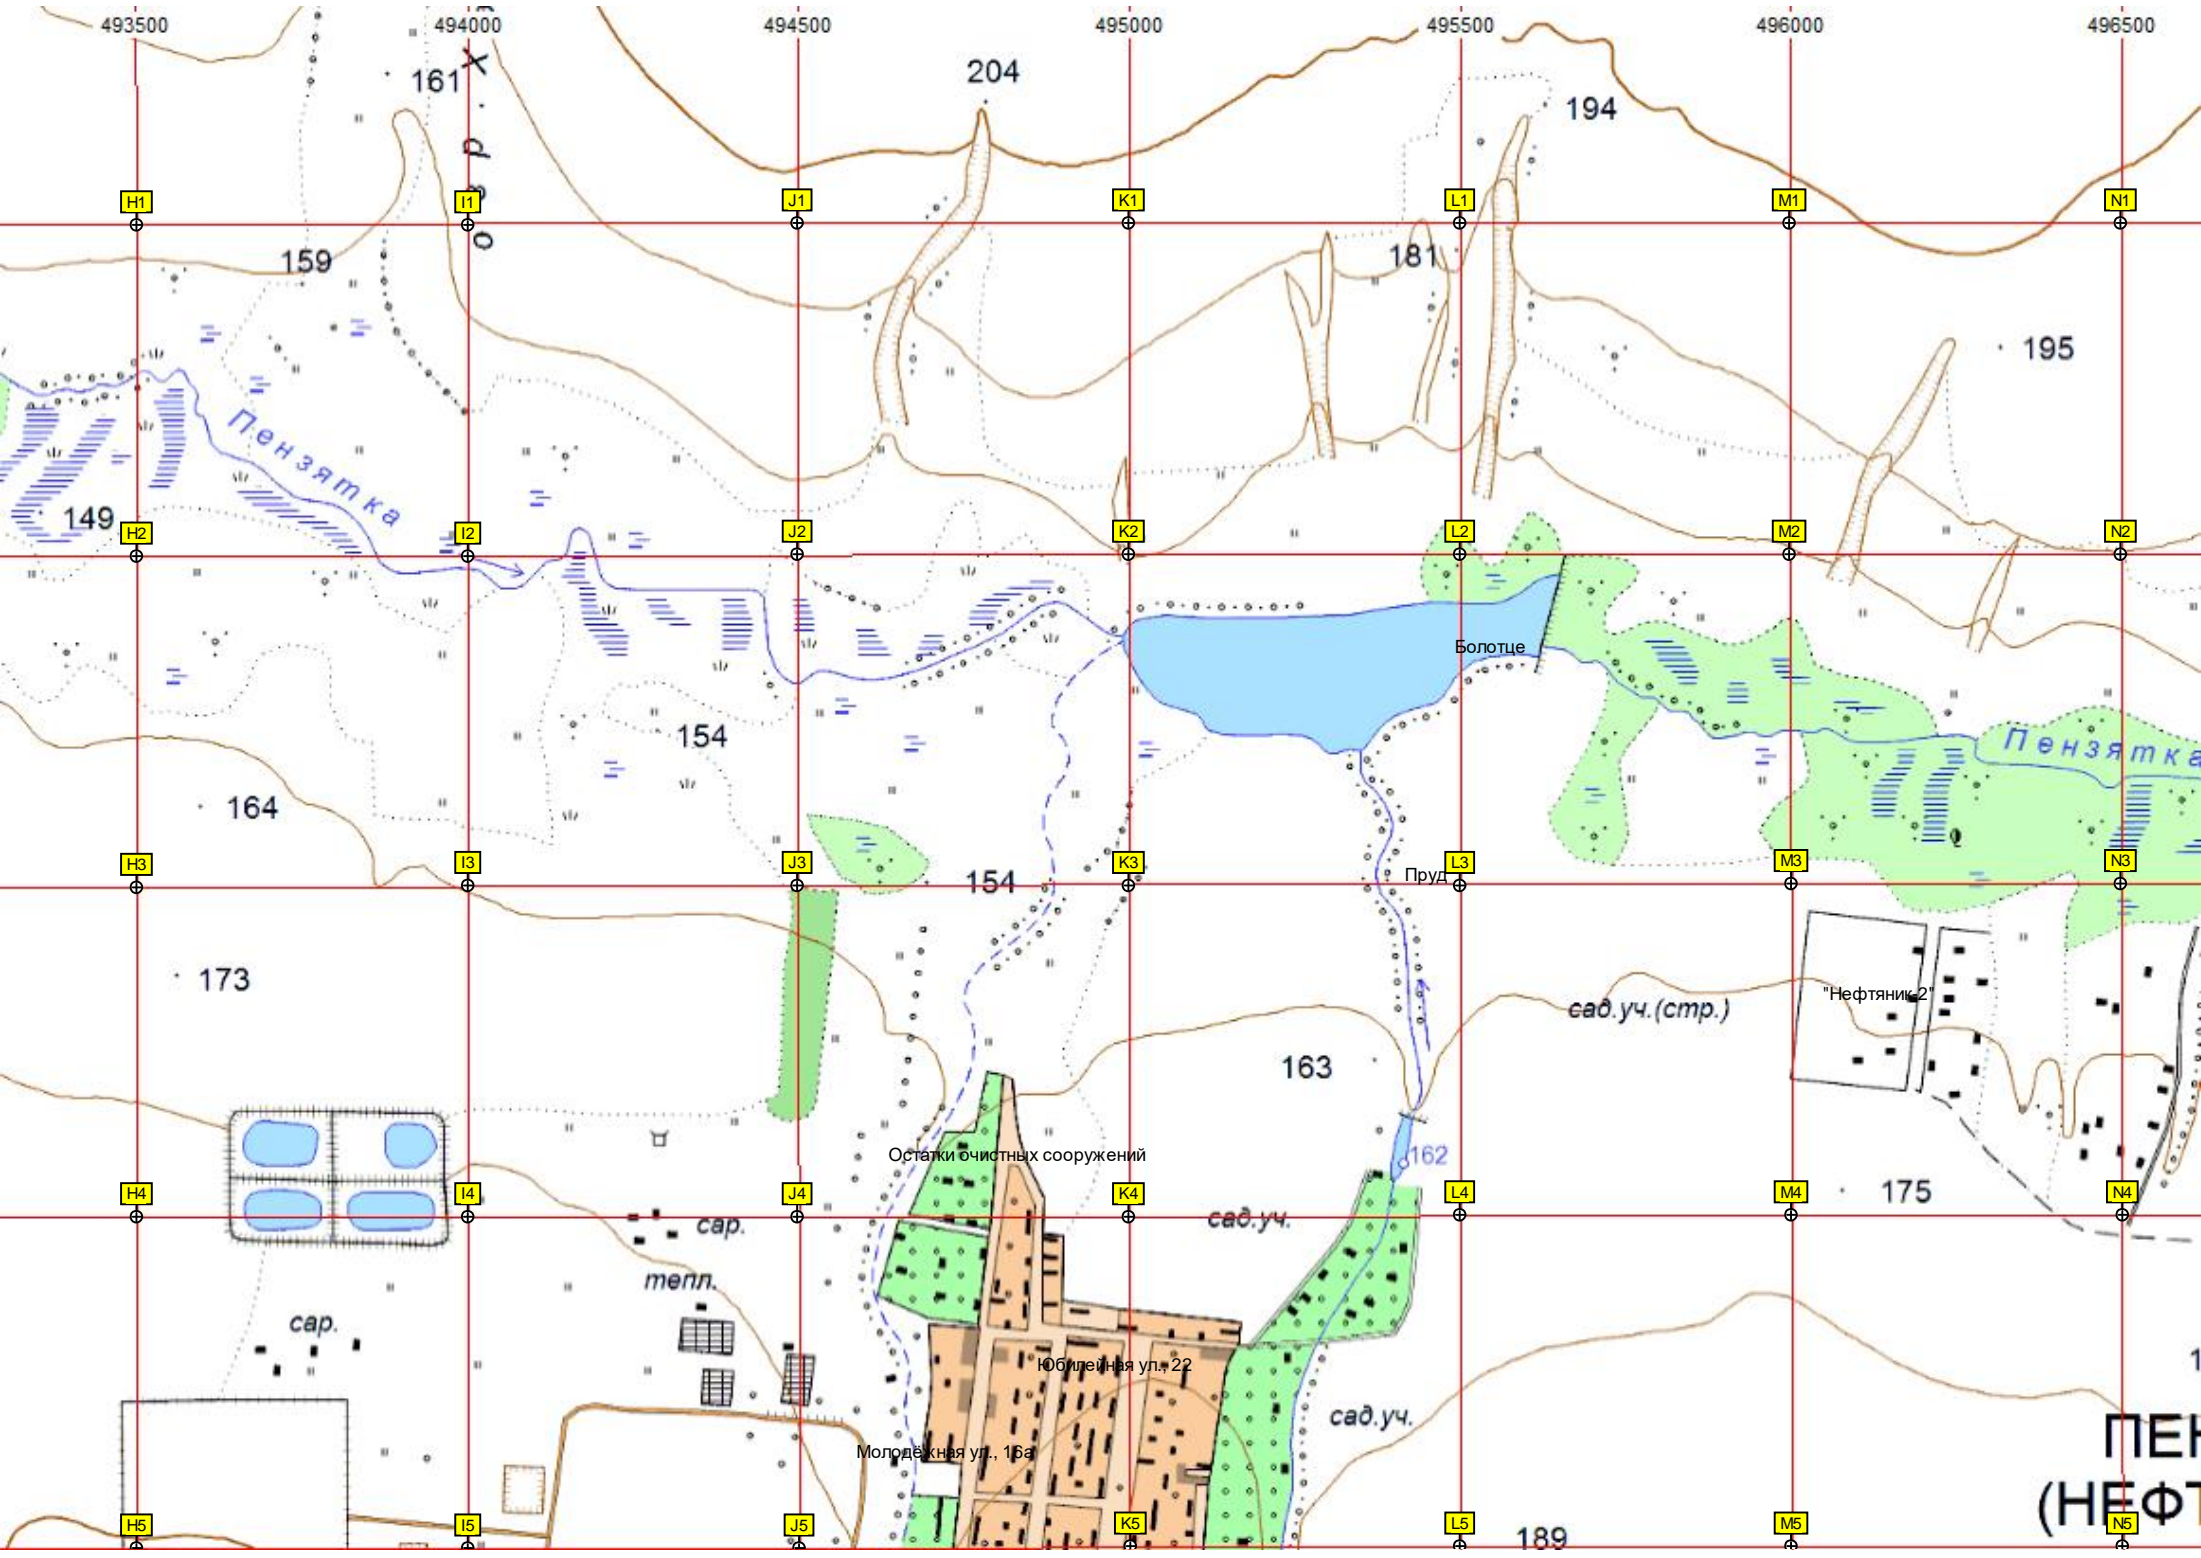 493500 494000 494500 495000 495500 496000 496500
161
204
194
х. р о в о
H1 I1 J1 K1 L1 M1 N1
159
181
195
Пензятка
149
H2 I2 J2 K2 L2 M2 N2
Болотце
154
Пензятка
164
H3 I3 J3 K3 L3 M3 N3
154
Пруд
173
"Нефтяник-2"
сад.уч.(стр.)
163
Остатки очистных сооружений
162
H4 I4 J4 K4 L4 M4 N4
175
сар.
сад.уч.
тепл.
сар.
Юбилейная ул., 22
1
сад.уч.
ПЕН
Молодёжная ул., 16а
(НЕФТ
H5 I5 J5 K5 L5 M5 N5
189